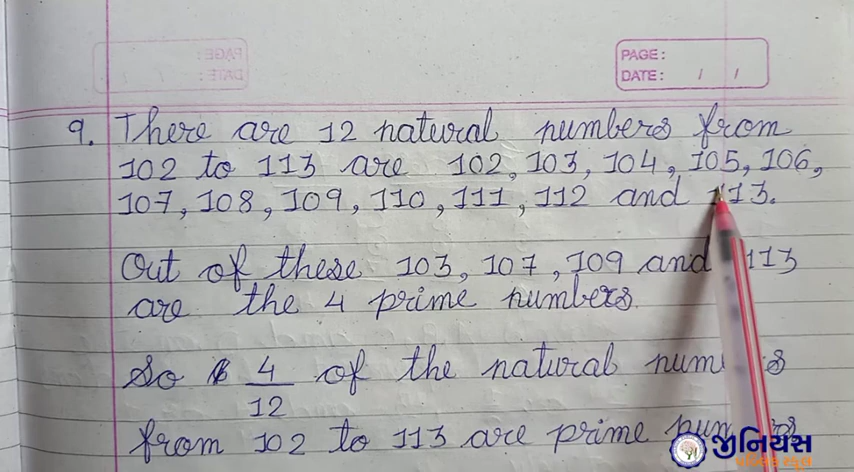 PAGE:
DATE: / /
9. There are 12 natural numbers from
102 to 113 are 102, 103, 104, 105, 106,
107, 108, 109, 110, 111, 112 and 113.
Out of these 103, 107, 109 and 113
are the 4 prime numbers.
So 4/12 of the natural numbers
from 102 to 113 are prime numbers
જીનિયસ